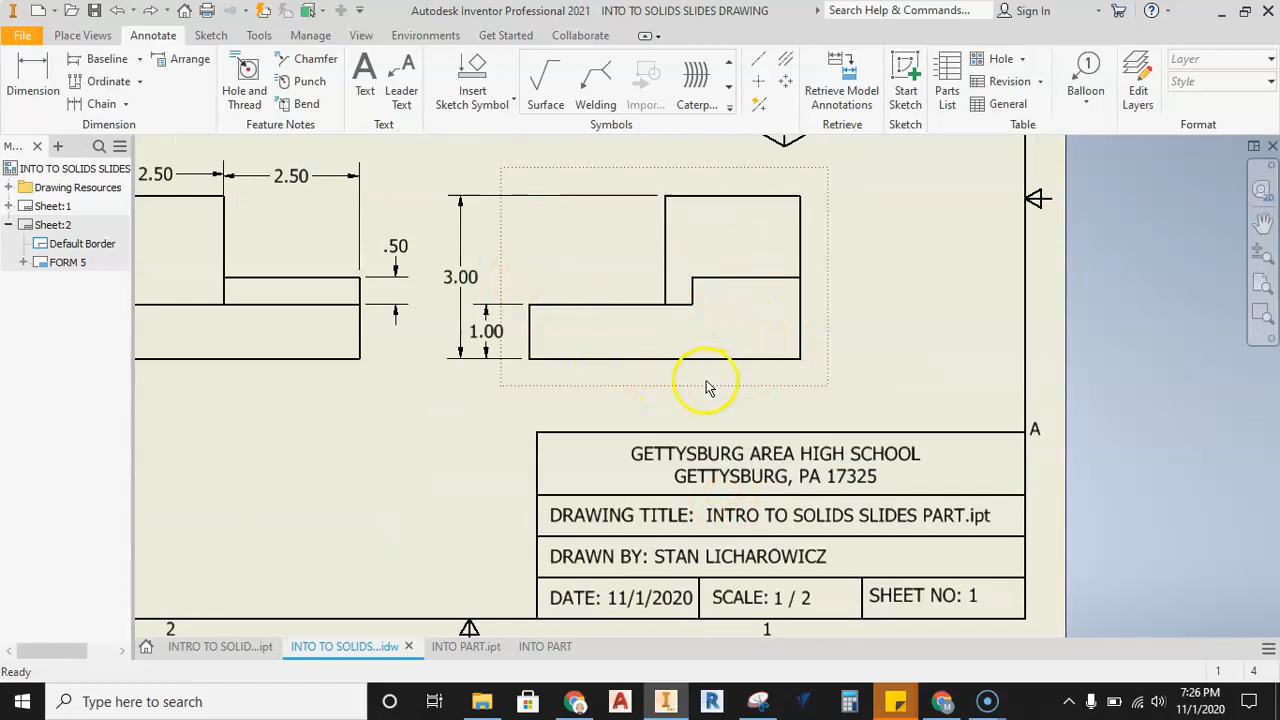 Autodesk Inventor Professional 2021 INTO TO SOLIDS SLIDES DRAWING
Search Help & Commands...
Sign In
File Place Views Annotate Sketch Tools Manage View Environments Get Started Collaborate
Dimension
Baseline
Ordinate
Chain
Arrange
Dimension
Hole and
Thread
Chamfer
Punch
Bend
Feature Notes
Text
Leader
Text
Text
Insert
Sketch Symbol
Surface
Welding
Impor...
Caterp...
Symbols
Retrieve Model
Annotations
Retrieve
Start
Sketch
Sketch
Parts
List
Hole
Revision
General
Table
Balloon
Edit
Layers
Layer
Style
Format
M...
INTO TO SOLIDS SLIDES
Drawing Resources
Sheet:1
Sheet:2
Default Border
FORM 5
2.50
2.50
.50
3.00
1.00
A
GETTYSBURG AREA HIGH SCHOOL
GETTYSBURG, PA 17325
DRAWING TITLE: INTRO TO SOLIDS SLIDES PART.ipt
DRAWN BY: STAN LICHAROWICZ
DATE: 11/1/2020 SCALE: 1 / 2 SHEET NO: 1
2 1
INTRO TO SOLID...ipt INTO TO SOLIDS...idw INTO PART.ipt INTO PART
Ready 1 4
Type here to search
7:26 PM
11/1/2020